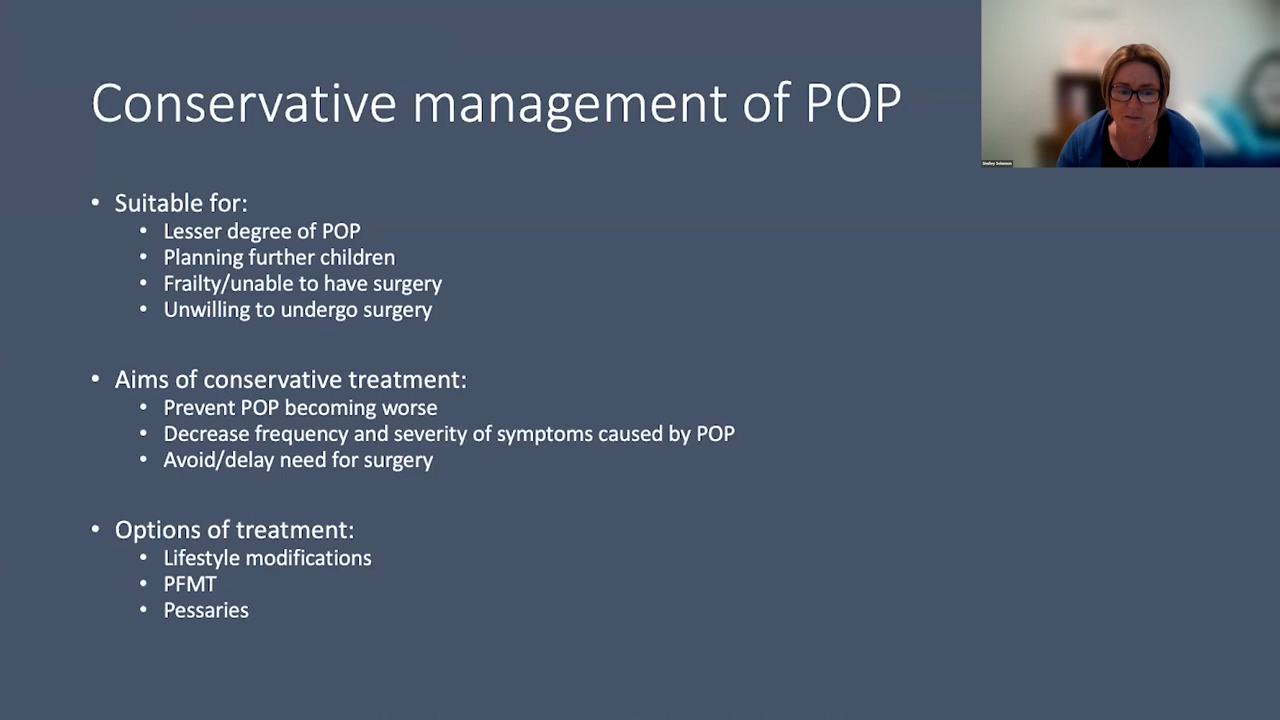 Conservative management of POP
Shelley Solomon
• Suitable for:
• Lesser degree of POP
• Planning further children
• Frailty/unable to have surgery
• Unwilling to undergo surgery
• Aims of conservative treatment:
• Prevent POP becoming worse
• Decrease frequency and severity of symptoms caused by POP
• Avoid/delay need for surgery
• Options of treatment:
• Lifestyle modifications
• PFMT
• Pessaries